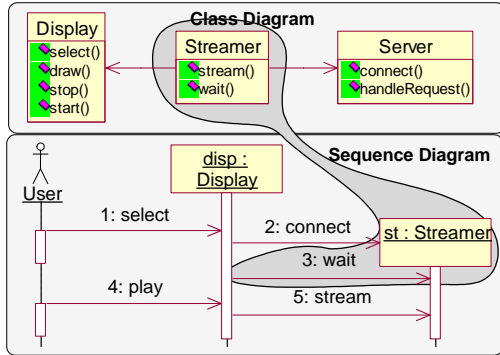 Class Diagram
Display
select()
draw()
stop()
start()
Streamer
stream()
wait()
Server
connect()
handleRequest()
Sequence Diagram
User
disp :
Display
st : Streamer
1: select
2: connect
3: wait
4: play
5: stream